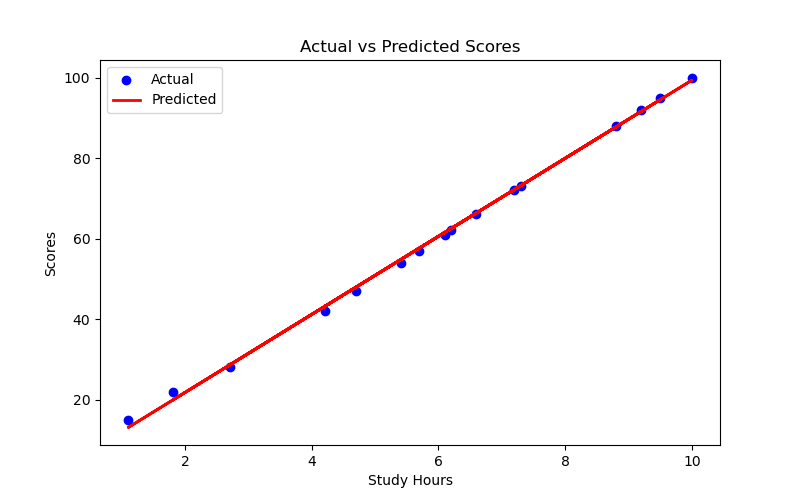 Actual vs Predicted Scores
Actual
Predicted
100
80
60
40
20
Scores
2 4 6 8 10
Study Hours